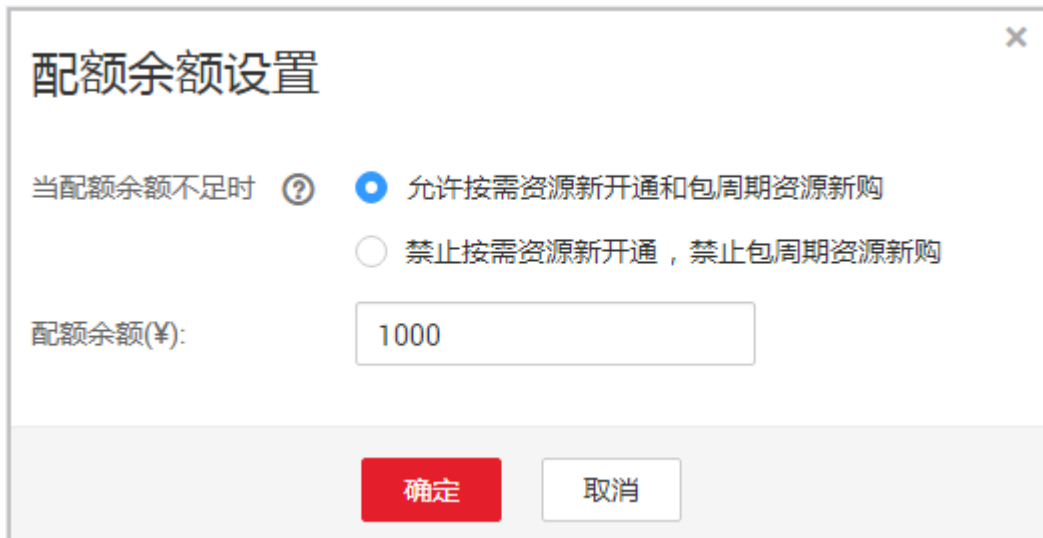 配额余额设置
当配额余额不足时 ? 允许按需资源新开通和包周期资源新购
禁止按需资源新开通，禁止包周期资源新购
配额余额(¥): 1000
确定 取消